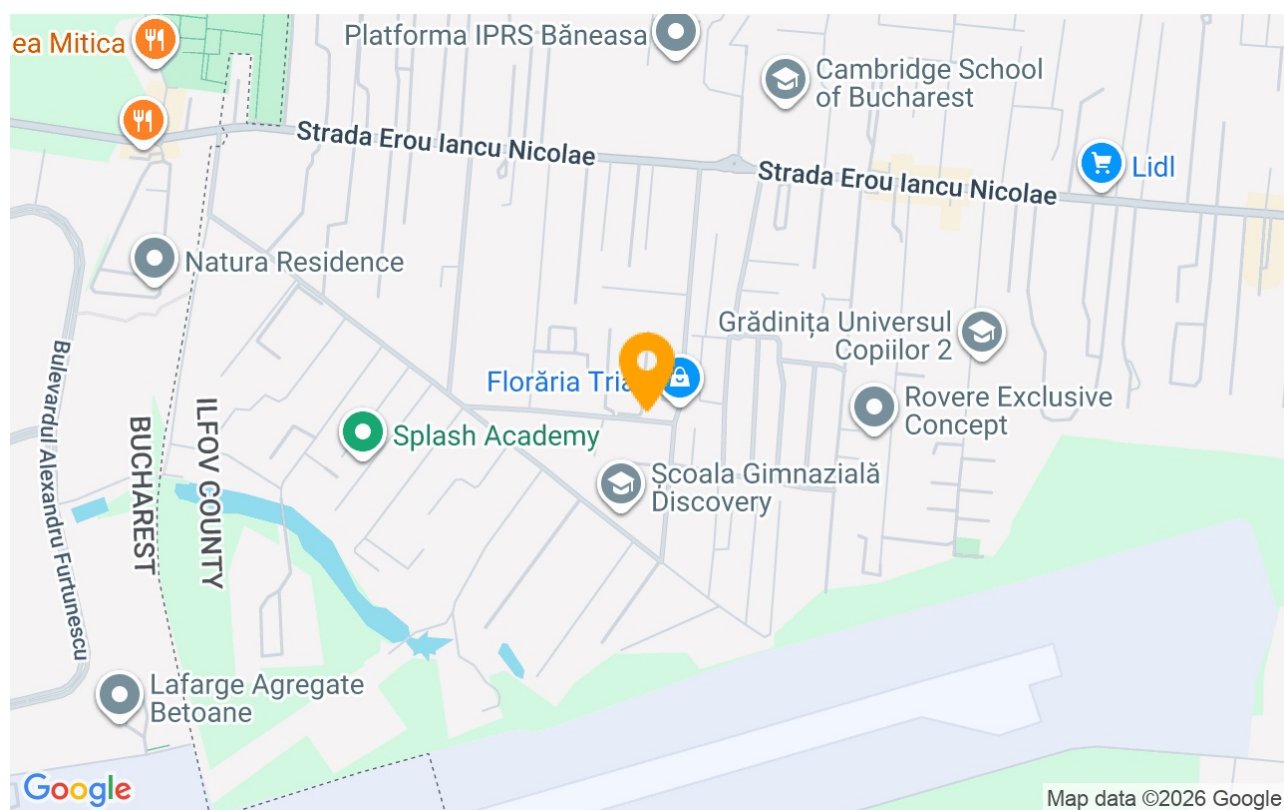 ea Mitica
Platforma IPRS Băneasa
Cambridge School
of Bucharest
Strada Erou Iancu Nicolae
Strada Erou Iancu Nicolae
Lidl
Natura Residence
Grădinița Universul
Copiilor 2
Florăria Tria
Rovere Exclusive
Concept
Splash Academy
Școala Gimnazială
Discovery
Bulevardul Alexandru Furtunescu
BUCHAREST
ILFOV COUNTY
Lafarge Agregate
Betoane
Google
Map data ©2026 Google